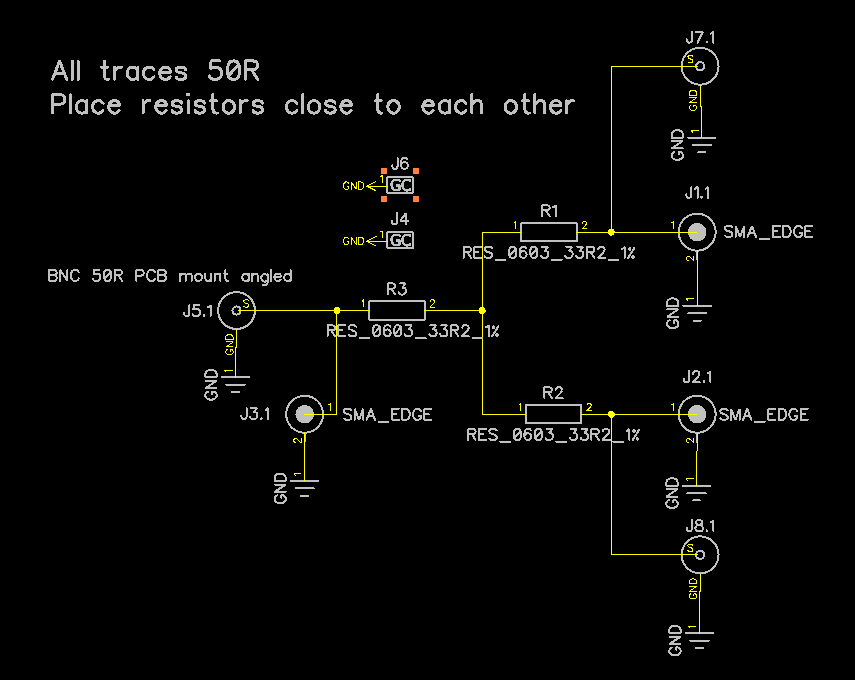 All traces 50R
Place resistors close to each other
J7.1
S
GND
1
GND
J6
GND 1 GC
J4
GND 1 GC
J1.1
R1
1 2 1 SMA_EDGE
RES_0603_33R2_1%
2
1
GND
BNC 50R PCB mount angled
R3
J5.1 S 1 2
RES_0603_33R2_1%
GND
1
GND
J2.1
R2
J3.1 1 SMA_EDGE
1 2 1 SMA_EDGE
RES_0603_33R2_1%
2
1
GND
2
1
GND
J8.1
S
GND
1
GND